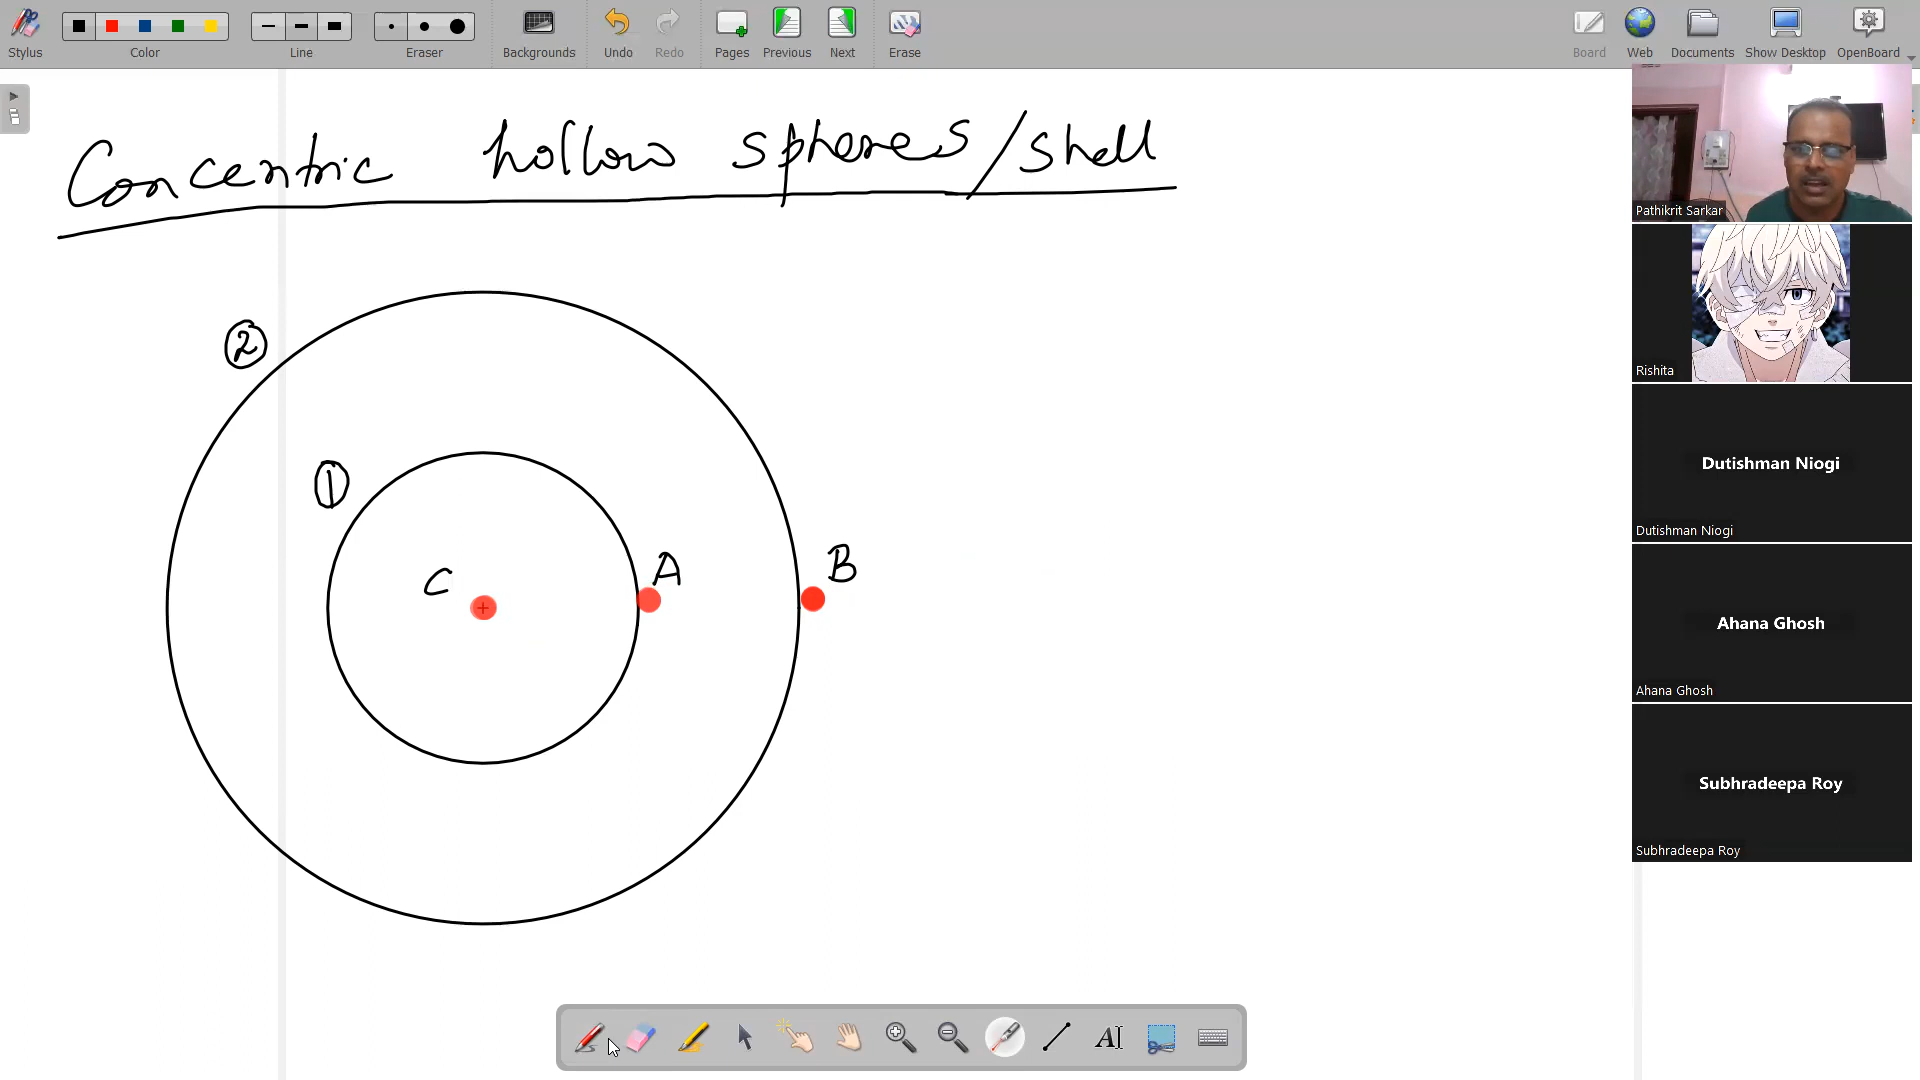 Stylus Color Line Eraser Backgrounds Undo Redo Pages Previous Next Erase Board Web Documents Show Desktop OpenBoard
Concentric hollow spheres/shell
Pathikrit Sarkar
②
Rishita
①
Dutishman Niogi
Dutishman Niogi
C
A
B
Ahana Ghosh
Ahana Ghosh
Subhradeepa Roy
Subhradeepa Roy
AI